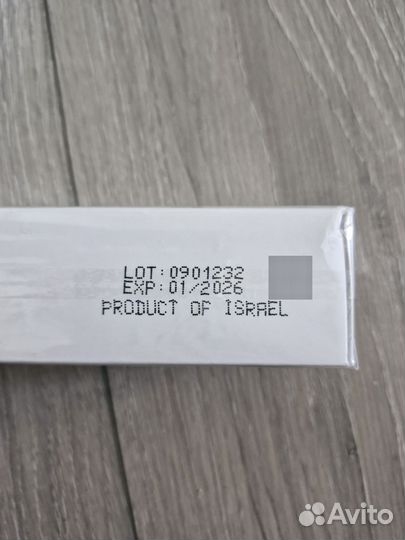 LOT:0901232
EXP:01/2026
PRODUCT OF ISRAEL
Avito